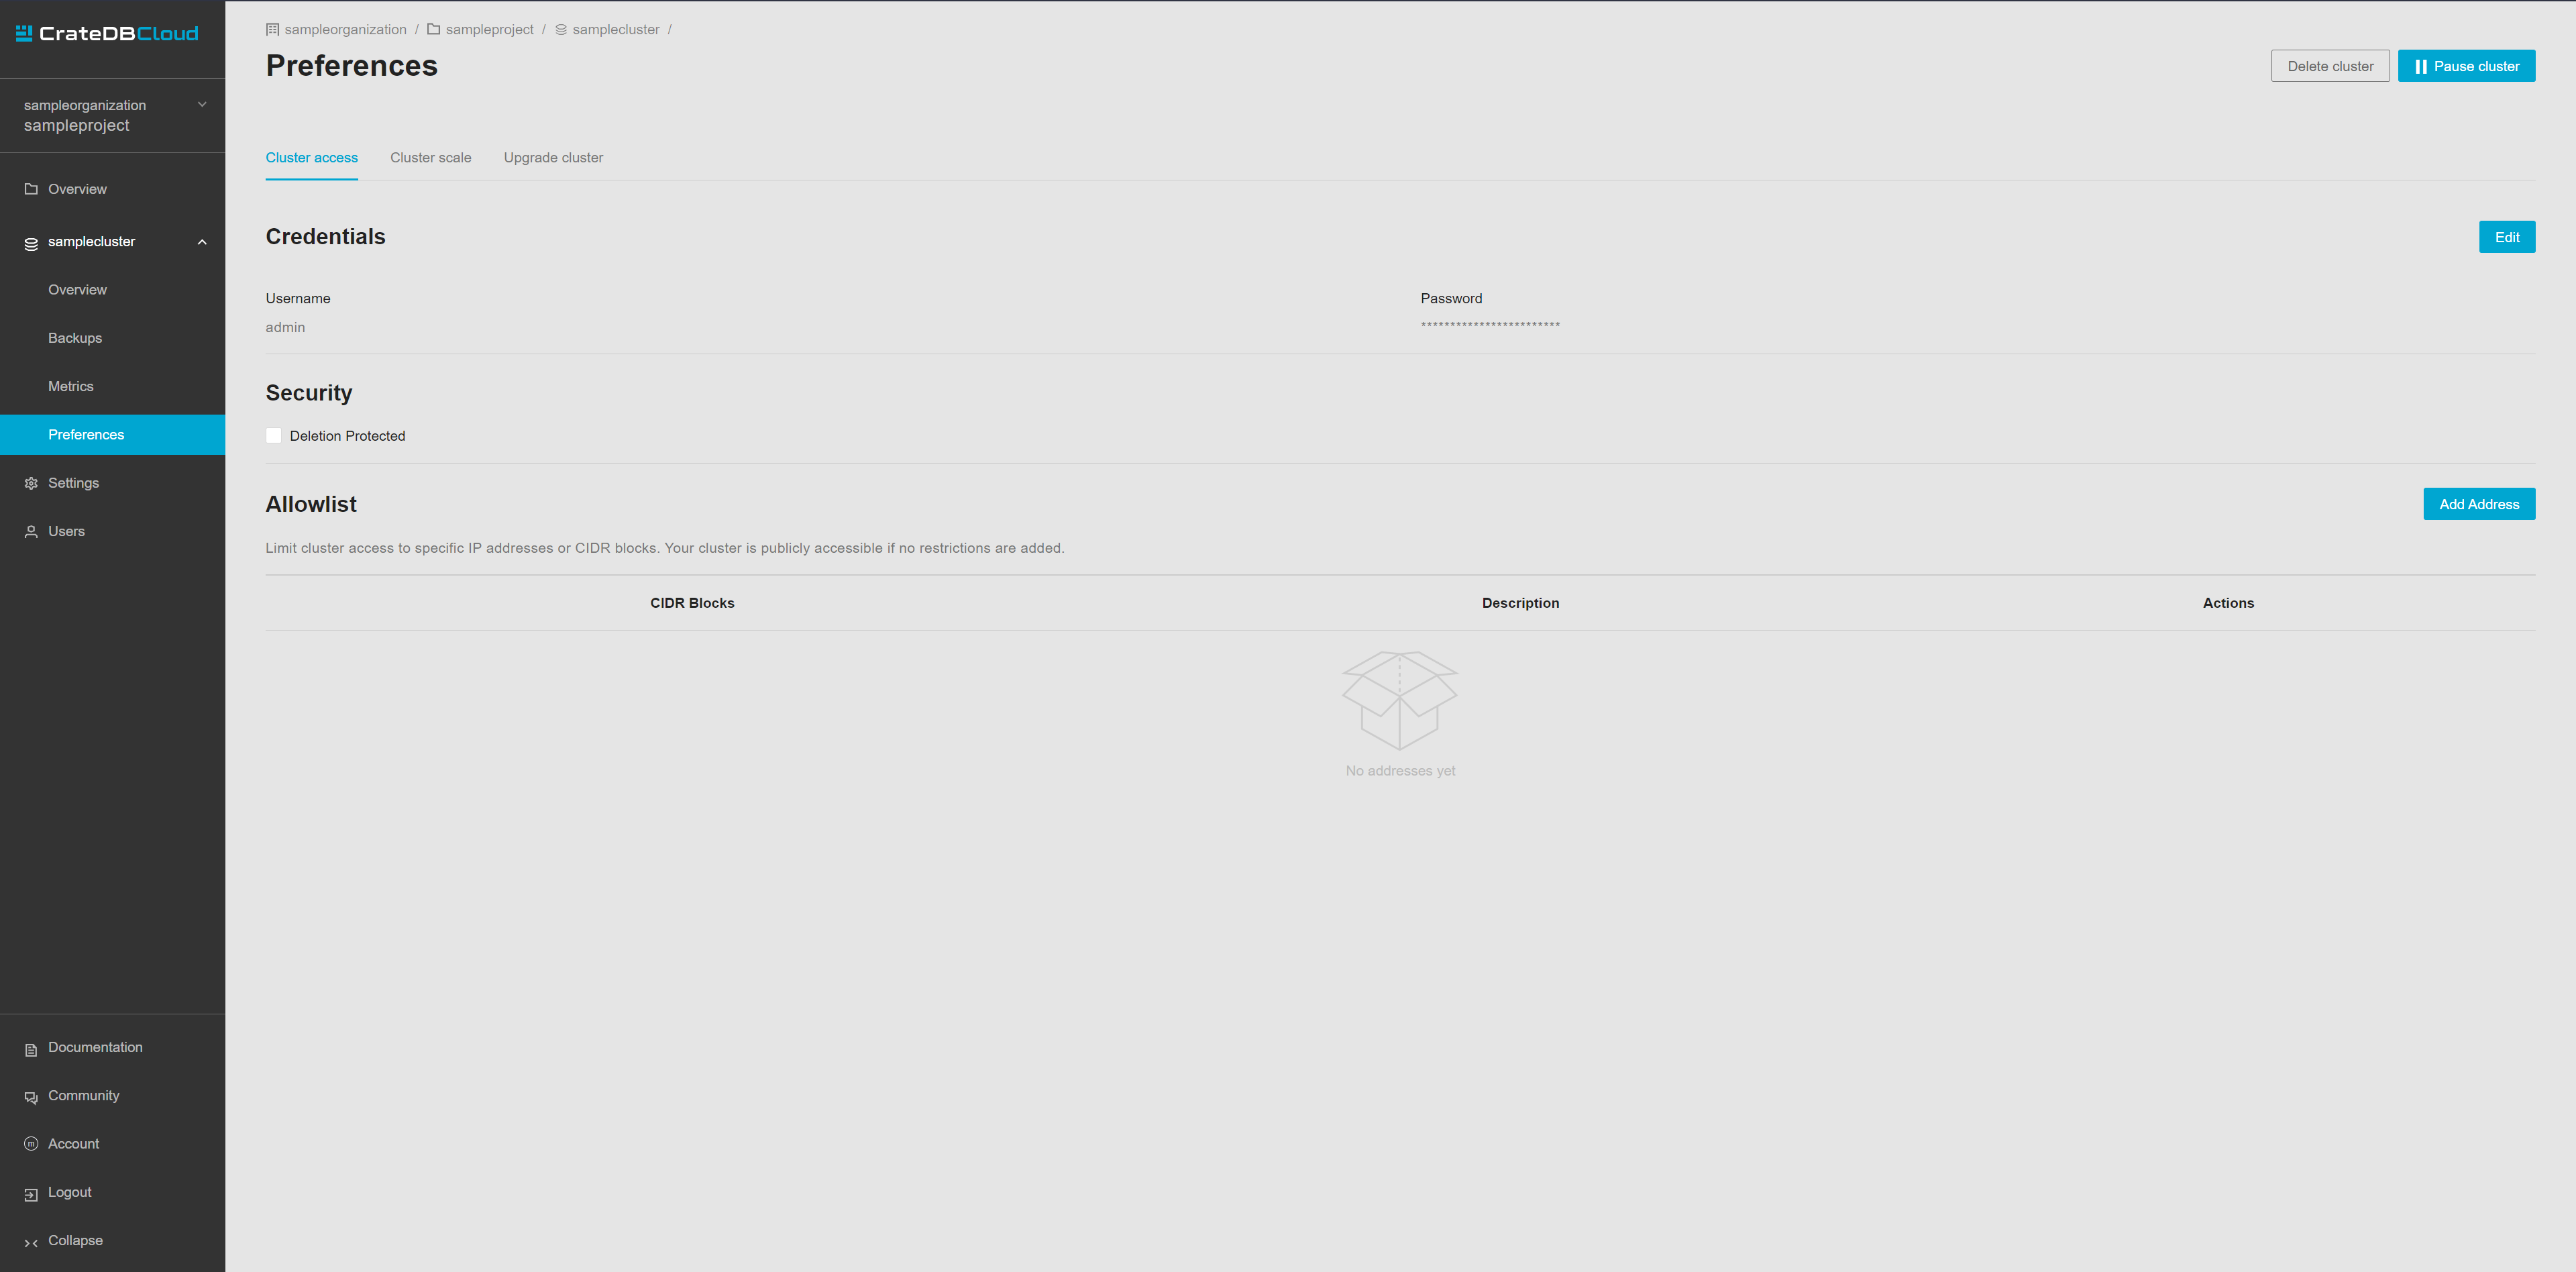 CrateDBCloud
sampleorganization
sampleproject
Overview
samplecluster
Overview
Backups
Metrics
Preferences
Settings
Users
Documentation
Community
m
Account
Logout
Collapse
sampleorganization / sampleproject / samplecluster /
Preferences
Delete cluster
Pause cluster
Cluster access
Cluster scale
Upgrade cluster
Credentials
Edit
Username
Password
admin
************************
Security
Deletion Protected
Allowlist
Add Address
Limit cluster access to specific IP addresses or CIDR blocks. Your cluster is publicly accessible if no restrictions are added.
CIDR Blocks
Description
Actions
No addresses yet